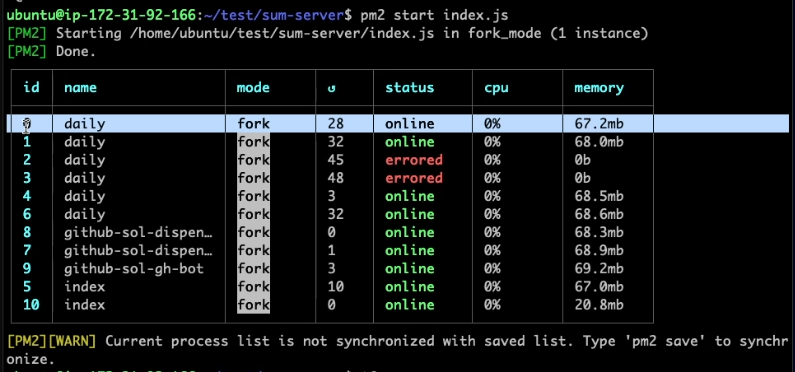 ubuntu@ip-172-31-92-166:~/test/sum-server$ pm2 start index.js
[PM2] Starting /home/ubuntu/test/sum-server/index.js in fork_mode (1 instance)
[PM2] Done.
id name mode ↺ status cpu memory
0 daily fork 28 online 0% 67.2mb
1 daily fork 32 online 0% 68.0mb
2 daily fork 45 errored 0% 0b
3 daily fork 48 errored 0% 0b
4 daily fork 3 online 0% 68.5mb
6 daily fork 32 online 0% 68.6mb
8 github-sol-dispen… fork 0 online 0% 68.3mb
7 github-sol-dispen… fork 1 online 0% 68.9mb
9 github-sol-gh-bot fork 3 online 0% 69.2mb
5 index fork 10 online 0% 67.0mb
10 index fork 0 online 0% 20.8mb
[PM2][WARN] Current process list is not synchronized with saved list. Type 'pm2 save' to synchr
onize.